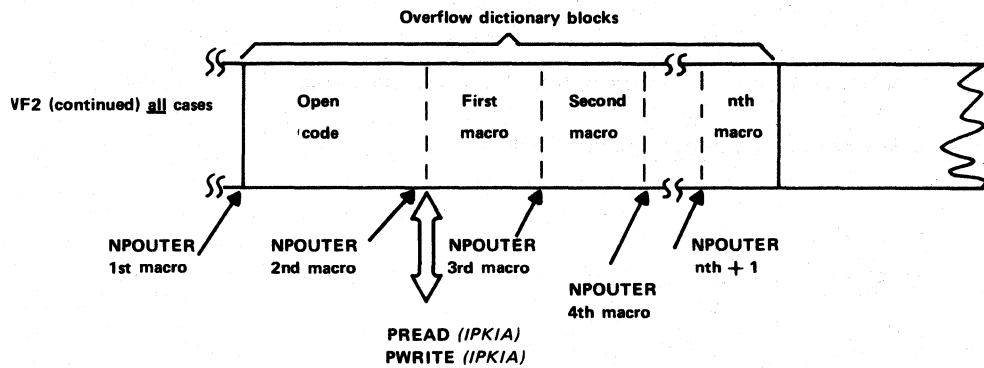 Overflow dictionary blocks
VF2 (continued) all cases
Open
code
First
macro
Second
macro
nth
macro
NPOUTER
1st macro
NPOUTER
2nd macro
NPOUTER
3rd macro
NPOUTER
4th macro
NPOUTER
nth + 1
PREAD (IPKIA)
PWRITE (IPKIA)